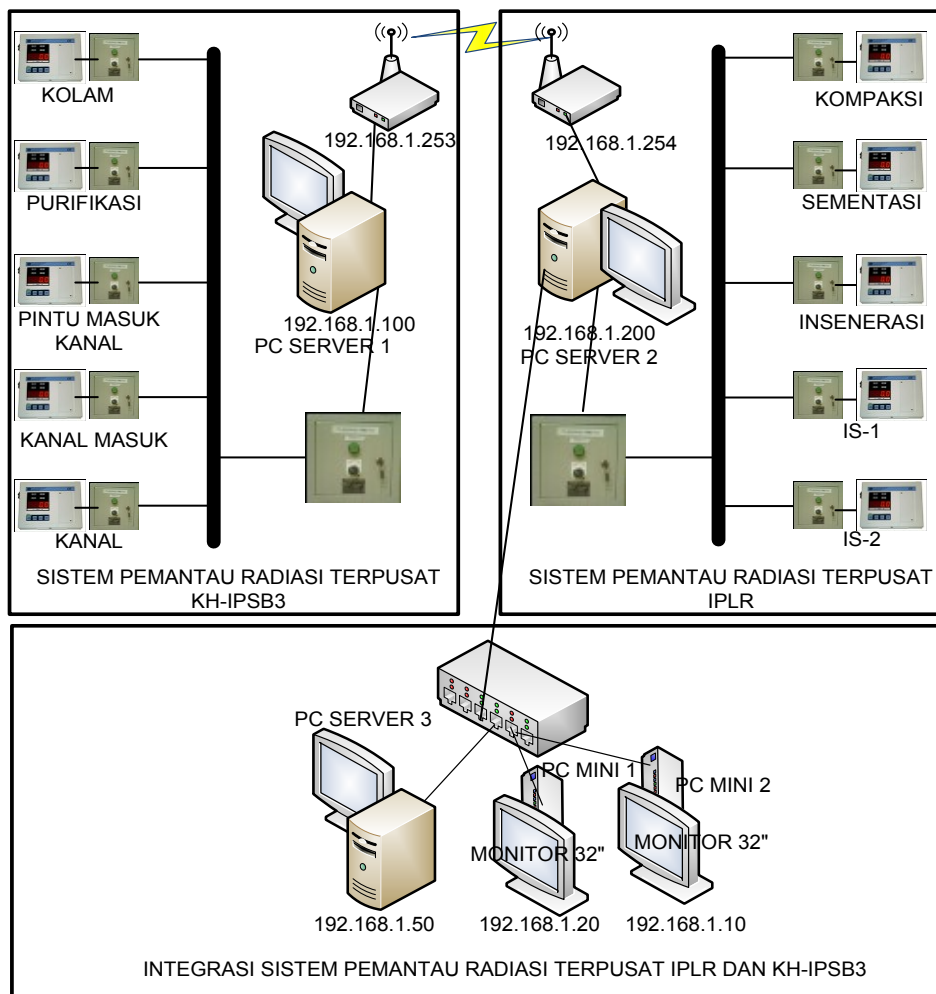 KOLAM
PURIFIKASI
PINTU MASUK
KANAL
KANAL MASUK
KANAL
192.168.1.253
192.168.1.100
PC SERVER 1
SISTEM PEMANTAU RADIASI TERPUSAT
KH-IPSB3
192.168.1.254
192.168.1.200
PC SERVER 2
KOMPAKSI
SEMENTASI
INSENERASI
IS-1
IS-2
SISTEM PEMANTAU RADIASI TERPUSAT
IPLR
PC SERVER 3
PC MINI 1
PC MINI 2
MONITOR 32"
MONITOR 32"
192.168.1.50
192.168.1.20
192.168.1.10
INTEGRASI SISTEM PEMANTAU RADIASI TERPUSAT IPLR DAN KH-IPSB3